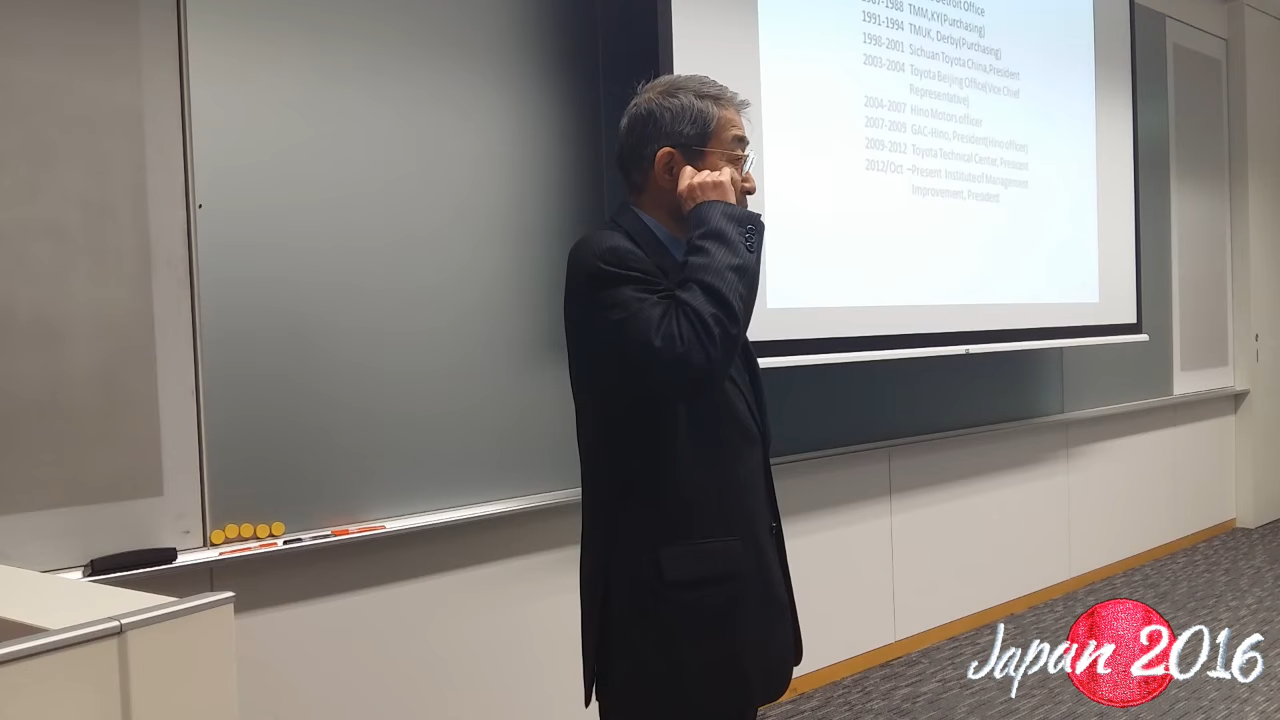 Detroit Office
1987-1988 TMM,KY(Purchasing)
1991-1994 TMUK, Derby(Purchasing)
1998-2001 Sichuan Toyota China,President
2003-2004 Toyota Beijing Office(Vice Chief
Representative)
2004-2007 Hino Motors officer
2007-2009 GAC-Hino, President(Hino officer)
2009-2012 Toyota Technical Center, President
2012/Oct –Present Institute of Management
Improvement, President
Japan 2016